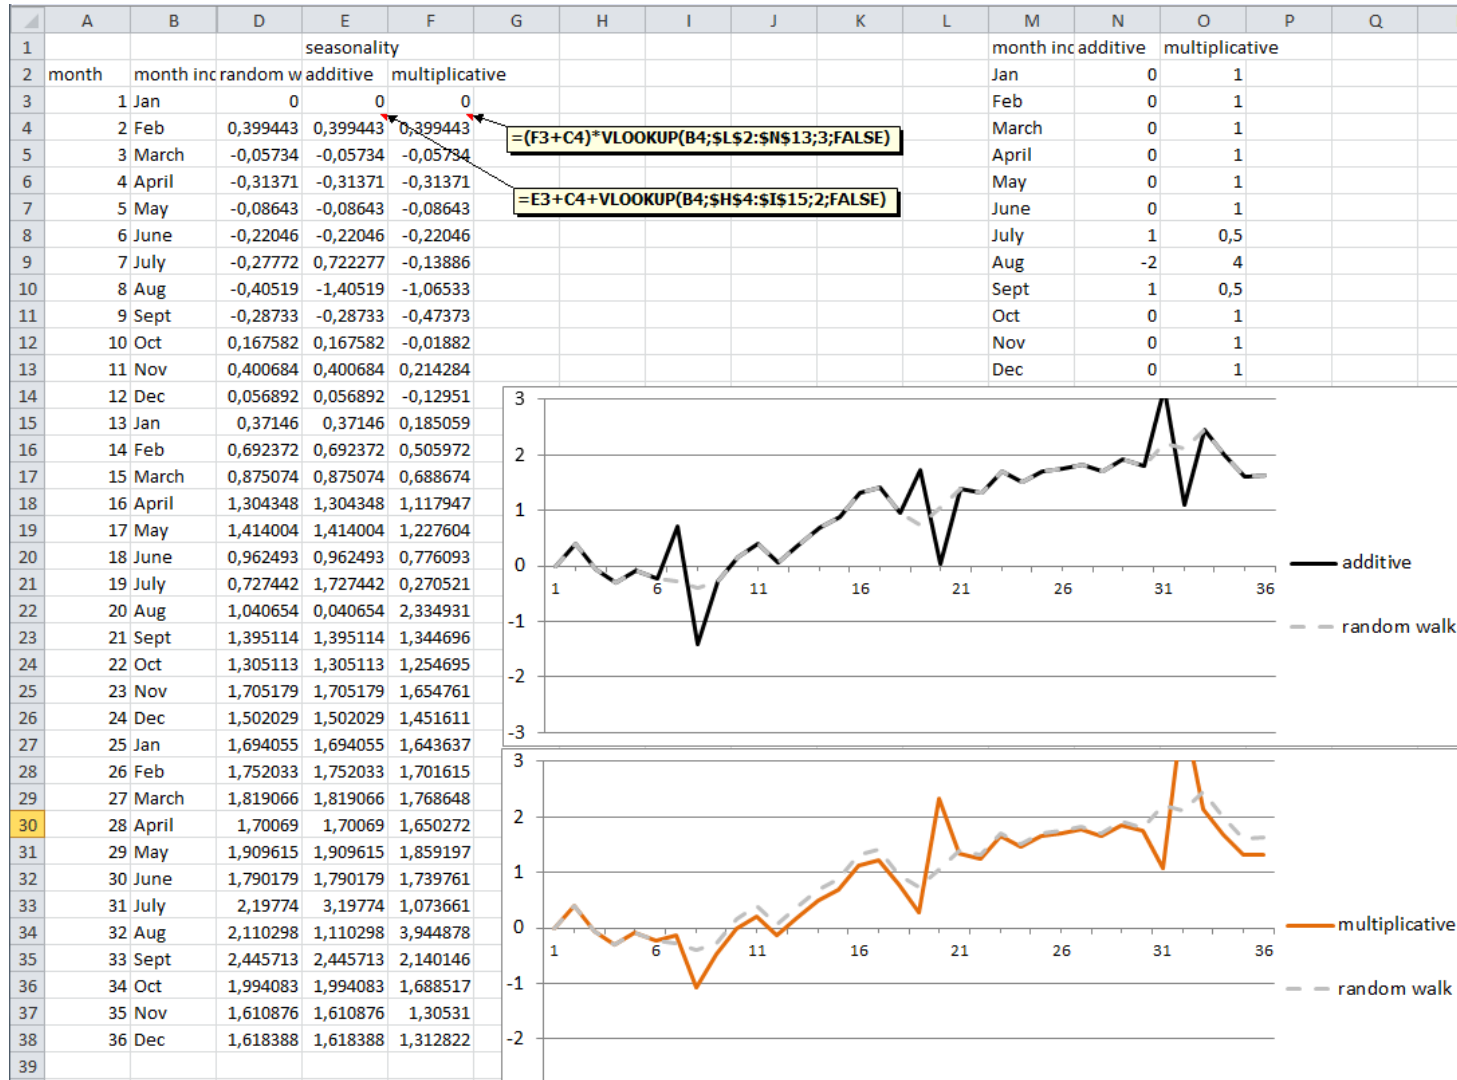 A B D E F G H I J K L M N O P Q
1 seasonality month inc additive multiplicative
2 month month inc random w additive multiplicative Jan 0 1
3 1 Jan 0 0 0 Feb 0 1
4 2 Feb 0,399443 0,399443 0,399443 =(F3+C4)*VLOOKUP(B4;$L$2:$N$13;3;FALSE) March 0 1
5 3 March -0,05734 -0,05734 -0,05734 April 0 1
6 4 April -0,31371 -0,31371 -0,31371 May 0 1
7 5 May -0,08643 -0,08643 -0,08643 =E3+C4+VLOOKUP(B4;$H$4:$I$15;2;FALSE) June 0 1
8 6 June -0,22046 -0,22046 -0,22046 July 1 0,5
9 7 July -0,27772 0,722277 -0,13886 Aug -2 4
10 8 Aug -0,40519 -1,40519 -1,06533 Sept 1 0,5
11 9 Sept -0,28733 -0,28733 -0,47373 Oct 0 1
12 10 Oct 0,167582 0,167582 -0,01882 Nov 0 1
13 11 Nov 0,400684 0,400684 0,214284 Dec 0 1
14 12 Dec 0,056892 0,056892 -0,12951
15 13 Jan 0,37146 0,37146 0,185059
16 14 Feb 0,692372 0,692372 0,505972
17 15 March 0,875074 0,875074 0,688674
18 16 April 1,304348 1,304348 1,117947
19 17 May 1,414004 1,414004 1,227604
20 18 June 0,962493 0,962493 0,776093
21 19 July 0,727442 1,727442 0,270521
22 20 Aug 1,040654 0,040654 2,334931
23 21 Sept 1,395114 1,395114 1,344696
24 22 Oct 1,305113 1,305113 1,254695
25 23 Nov 1,705179 1,705179 1,654761
26 24 Dec 1,502029 1,502029 1,451611
27 25 Jan 1,694055 1,694055 1,643637
28 26 Feb 1,752033 1,752033 1,701615
29 27 March 1,819066 1,819066 1,768648
30 28 April 1,70069 1,70069 1,650272
31 29 May 1,909615 1,909615 1,859197
32 30 June 1,790179 1,790179 1,739761
33 31 July 2,19774 3,19774 1,073661
34 32 Aug 2,110298 1,110298 3,944878
35 33 Sept 2,445713 2,445713 2,140146
36 34 Oct 1,994083 1,994083 1,688517
37 35 Nov 1,610876 1,610876 1,30531
38 36 Dec 1,618388 1,618388 1,312822
39
3
2
1
0
-1
-2
-3
1 6 11 16 21 26 31 36
additive
random walk
3
2
1
0
-1
-2
1 6 11 16 21 26 31 36
multiplicative
random walk